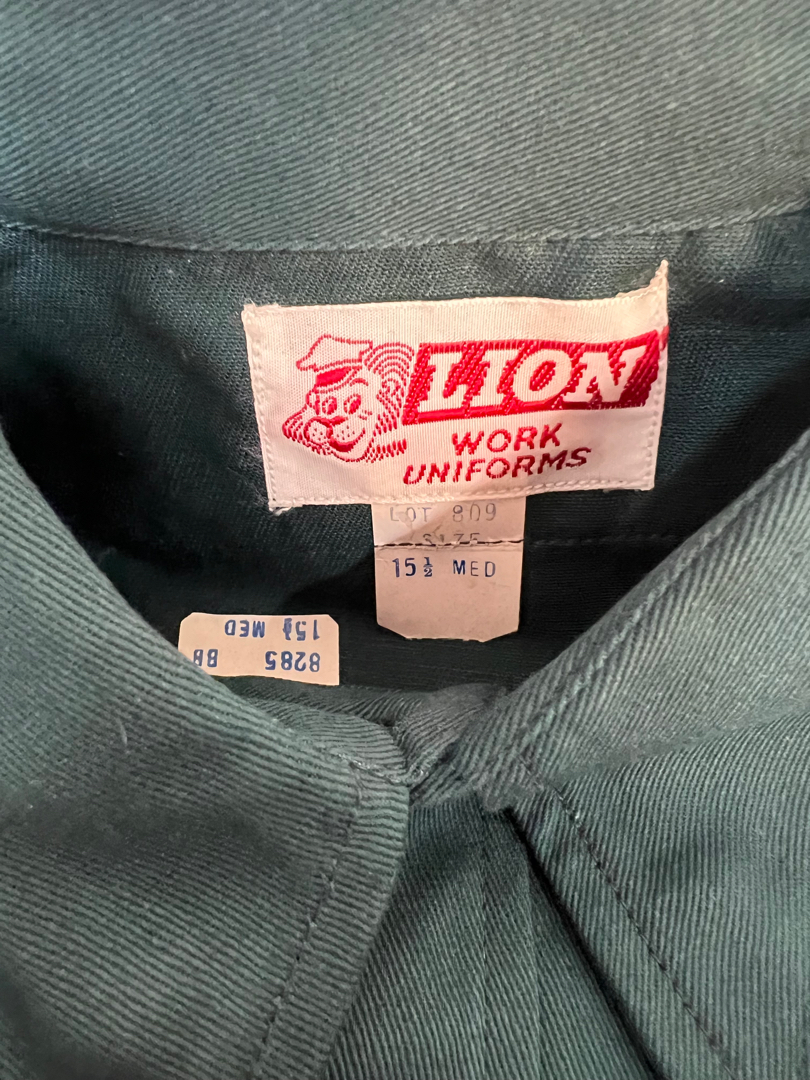 LION
WORK
UNIFORMS
LOT 809
SIZE
15½ MED
8285 BB
15½ MED